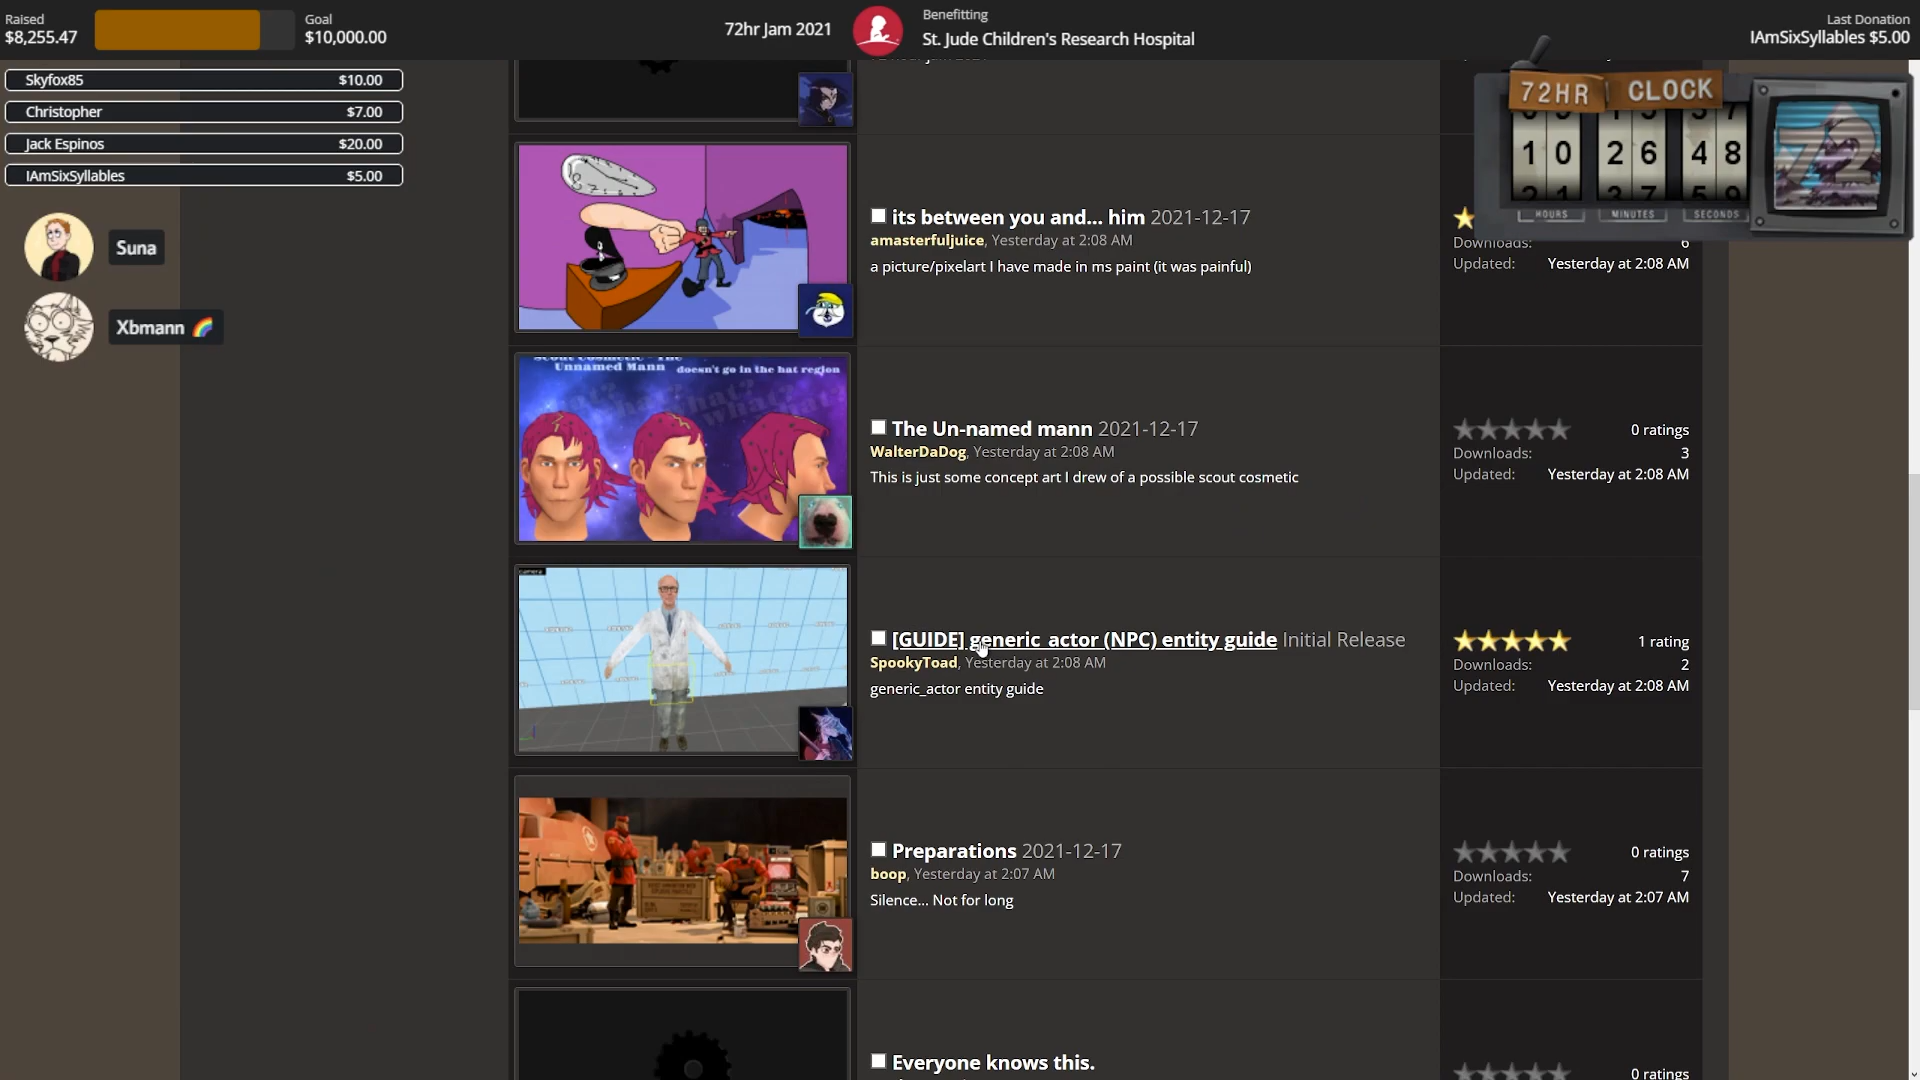 Raised
$8,255.47
Goal
$10,000.00
72hr Jam 2021
Benefitting
St. Jude Children's Research Hospital
Last Donation
IAmSixSyllables $5.00
Skyfox85 $10.00
Christopher $7.00
Jack Espinos $20.00
IAmSixSyllables $5.00
Suna
Xbmann 🌈
72HR CLOCK
10 26 48
HOURS MINUTES SECONDS
72
its between you and... him 2021-12-17
amasterfuljuice, Yesterday at 2:08 AM
a picture/pixelart I have made in ms paint (it was painful)
Downloads: 6
Updated: Yesterday at 2:08 AM
Unnamed Mann doesn't go in the hat region
The Un-named mann 2021-12-17
WalterDaDog, Yesterday at 2:08 AM
This is just some concept art I drew of a possible scout cosmetic
0 ratings
Downloads: 3
Updated: Yesterday at 2:08 AM
camera
[GUIDE] generic_actor (NPC) entity guide Initial Release
SpookyToad, Yesterday at 2:08 AM
generic_actor entity guide
1 rating
Downloads: 2
Updated: Yesterday at 2:08 AM
Preparations 2021-12-17
boop, Yesterday at 2:07 AM
Silence... Not for long
0 ratings
Downloads: 7
Updated: Yesterday at 2:07 AM
Everyone knows this.
0 ratings